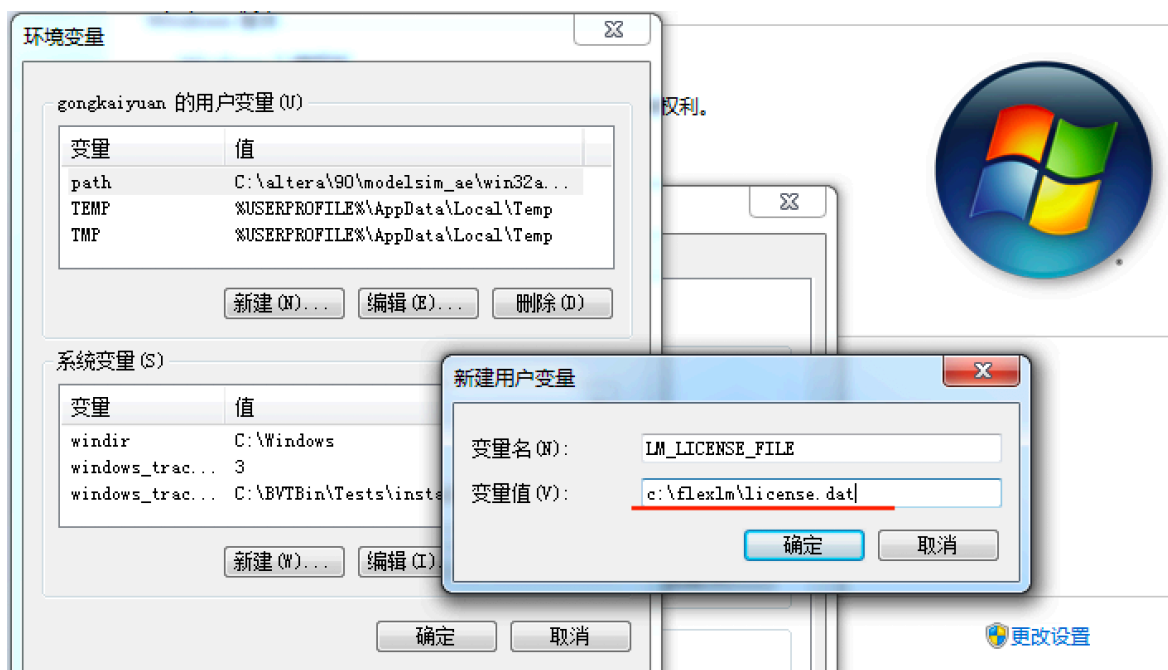 环境变量
gongkaiyuan 的用户变量(U)
变量 值
path C:\altera\90\modelsim_ae\win32a...
TEMP %USERPROFILE%\AppData\Local\Temp
TMP %USERPROFILE%\AppData\Local\Temp
新建(N)... 编辑(E)... 删除(D)
系统变量(S)
变量 值
windir C:\Windows
windows_trac... 3
windows_trac... C:\BVTBin\Tests\insta
新建(W)... 编辑(I)
确定 取消
权利。
新建用户变量
变量名(N): LM_LICENSE_FILE
变量值(V): c:\flexlm\license.dat
确定 取消
更改设置